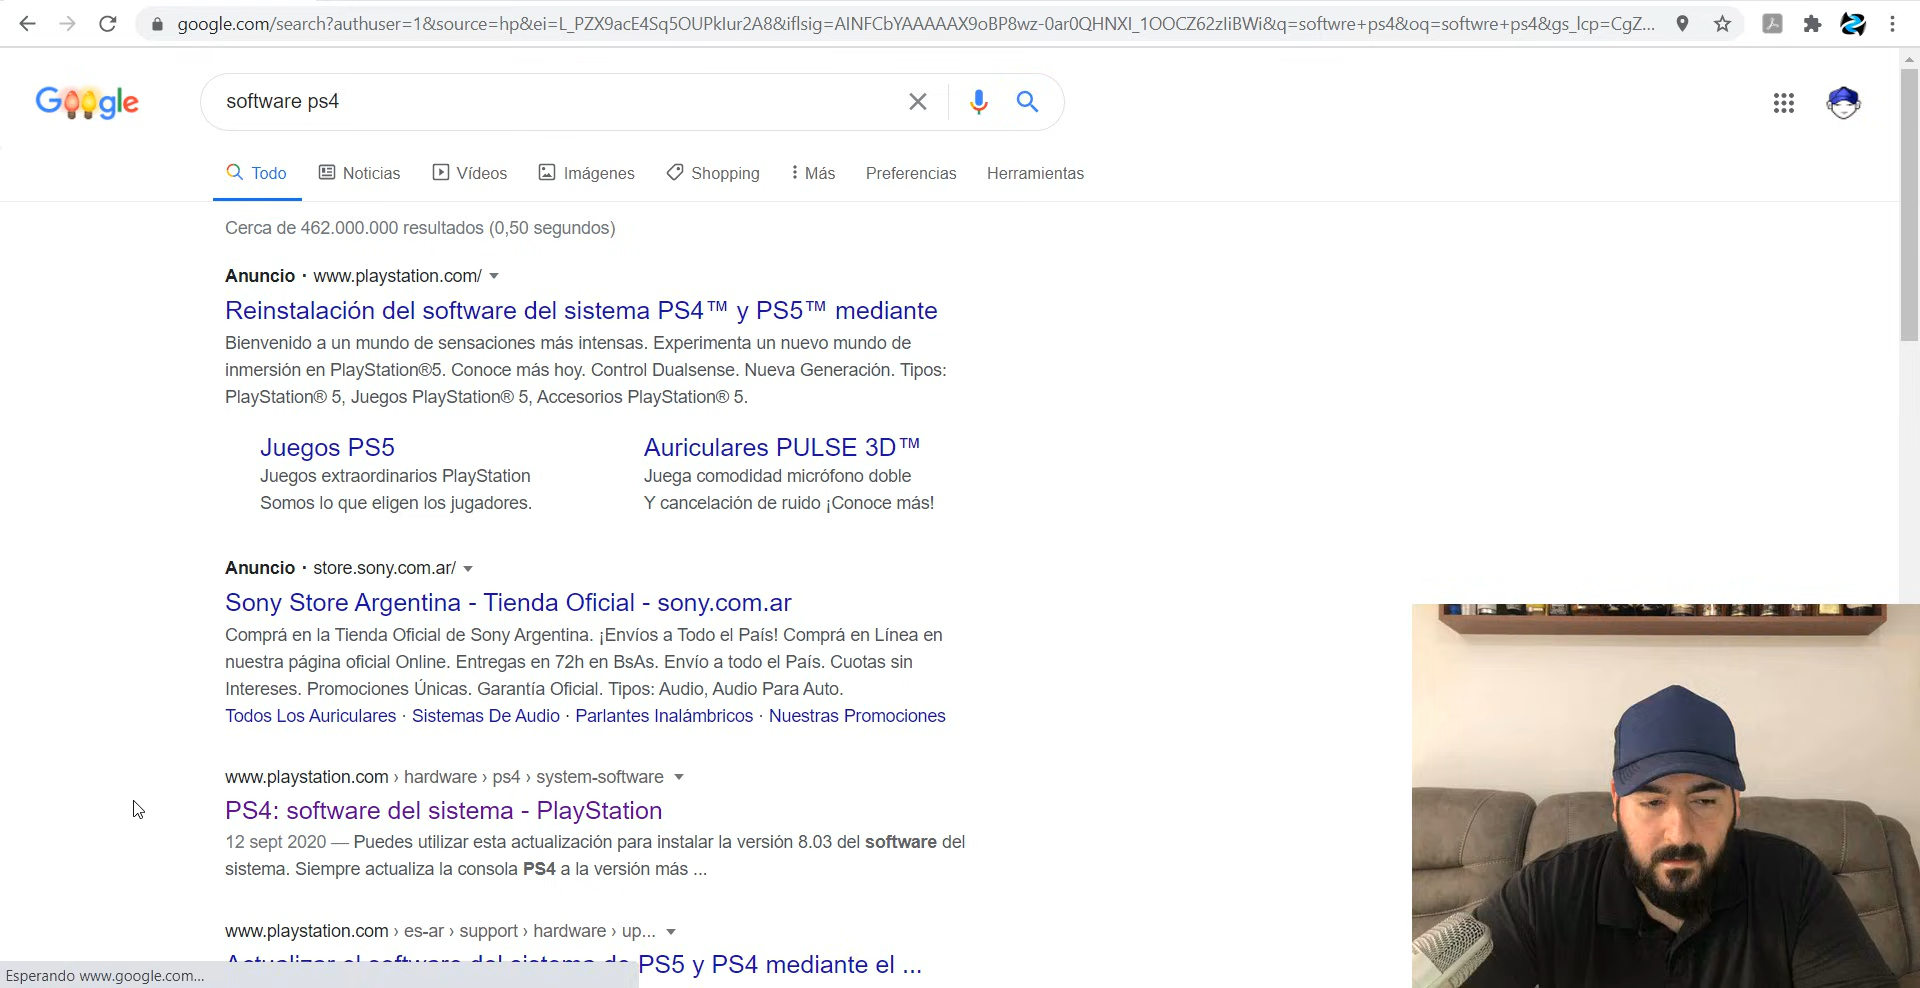 google.com/search?authuser=1&source=hp&ei=L_PZX9acE4Sq5OUPkIur2A8&iflsig=AINFCbYAAAAAX9oBP8wz-0ar0QHNXI_1OOCZ62zIiBWi&q=softwre+ps4&oq=softwre+ps4&gs_lcp=CgZ...
Google
software ps4
Todo Noticias Vídeos Imágenes Shopping Más Preferencias Herramientas
Cerca de 462.000.000 resultados (0,50 segundos)
Anuncio · www.playstation.com/
Reinstalación del software del sistema PS4™ y PS5™ mediante
Bienvenido a un mundo de sensaciones más intensas. Experimenta un nuevo mundo de
inmersión en PlayStation®5. Conoce más hoy. Control Dualsense. Nueva Generación. Tipos:
PlayStation® 5, Juegos PlayStation® 5, Accesorios PlayStation® 5.
Juegos PS5
Juegos extraordinarios PlayStation
Somos lo que eligen los jugadores.
Auriculares PULSE 3D™
Juega comodidad micrófono doble
Y cancelación de ruido ¡Conoce más!
Anuncio · store.sony.com.ar/
Sony Store Argentina - Tienda Oficial - sony.com.ar
Comprá en la Tienda Oficial de Sony Argentina. ¡Envíos a Todo el País! Comprá en Línea en
nuestra página oficial Online. Entregas en 72h en BsAs. Envío a todo el País. Cuotas sin
Intereses. Promociones Únicas. Garantía Oficial. Tipos: Audio, Audio Para Auto.
Todos Los Auriculares · Sistemas De Audio · Parlantes Inalámbricos · Nuestras Promociones
www.playstation.com › hardware › ps4 › system-software
PS4: software del sistema - PlayStation
12 sept 2020 — Puedes utilizar esta actualización para instalar la versión 8.03 del software del
sistema. Siempre actualiza la consola PS4 a la versión más ...
www.playstation.com › es-ar › support › hardware › up...
Actualizar el software del sistema de PS5 y PS4 mediante el ...
Esperando www.google.com...